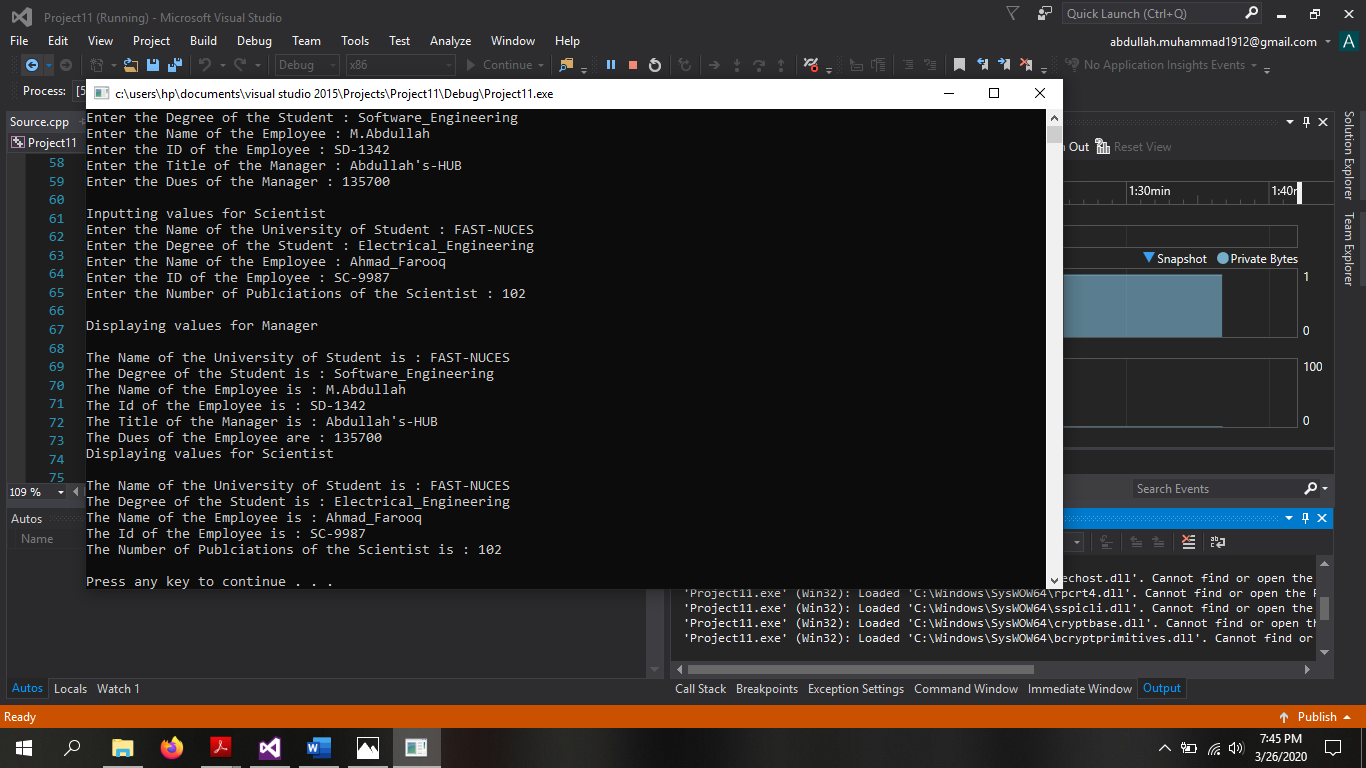 Project11 (Running) - Microsoft Visual Studio
Quick Launch (Ctrl+Q)
File Edit View Project Build Debug Team Tools Test Analyze Window Help
abdullah.muhammad1912@gmail.com A
Debug x86 Continue No Application Insights Events
Process: [5
c:\users\hp\documents\visual studio 2015\Projects\Project11\Debug\Project11.exe
Source.cpp
Project11
Out Reset View
58
59
60
61
62
63
64
65
66
67
68
69
70
71
72
73
74
75
Enter the Degree of the Student : Software_Engineering
Enter the Name of the Employee : M.Abdullah
Enter the ID of the Employee : SD-1342
Enter the Title of the Manager : Abdullah's-HUB
Enter the Dues of the Manager : 135700
Inputting values for Scientist
Enter the Name of the University of Student : FAST-NUCES
Enter the Degree of the Student : Electrical_Engineering
Enter the Name of the Employee : Ahmad_Farooq
Enter the ID of the Employee : SC-9987
Enter the Number of Publciations of the Scientist : 102
Displaying values for Manager
The Name of the University of Student is : FAST-NUCES
The Degree of the Student is : Software_Engineering
The Name of the Employee is : M.Abdullah
The Id of the Employee is : SD-1342
The Title of the Manager is : Abdullah's-HUB
The Dues of the Employee are : 135700
Displaying values for Scientist
The Name of the University of Student is : FAST-NUCES
The Degree of the Student is : Electrical_Engineering
The Name of the Employee is : Ahmad_Farooq
The Id of the Employee is : SC-9987
The Number of Publciations of the Scientist is : 102
Press any key to continue . . .
1:30min 1:40
Snapshot Private Bytes
1
0
100
0
Solution Explorer
Team Explorer
Search Events
109 %
Autos
Name
echost.dll'. Cannot find or open the
'Project11.exe' (Win32): Loaded 'C:\Windows\SysWOW64\rpcrt4.dll'. Cannot find or open the P
'Project11.exe' (Win32): Loaded 'C:\Windows\SysWOW64\sspicli.dll'. Cannot find or open the
'Project11.exe' (Win32): Loaded 'C:\Windows\SysWOW64\cryptbase.dll'. Cannot find or open th
'Project11.exe' (Win32): Loaded 'C:\Windows\SysWOW64\bcryptprimitives.dll'. Cannot find or
Autos Locals Watch 1
Call Stack Breakpoints Exception Settings Command Window Immediate Window Output
Ready
Publish
7:45 PM
3/26/2020